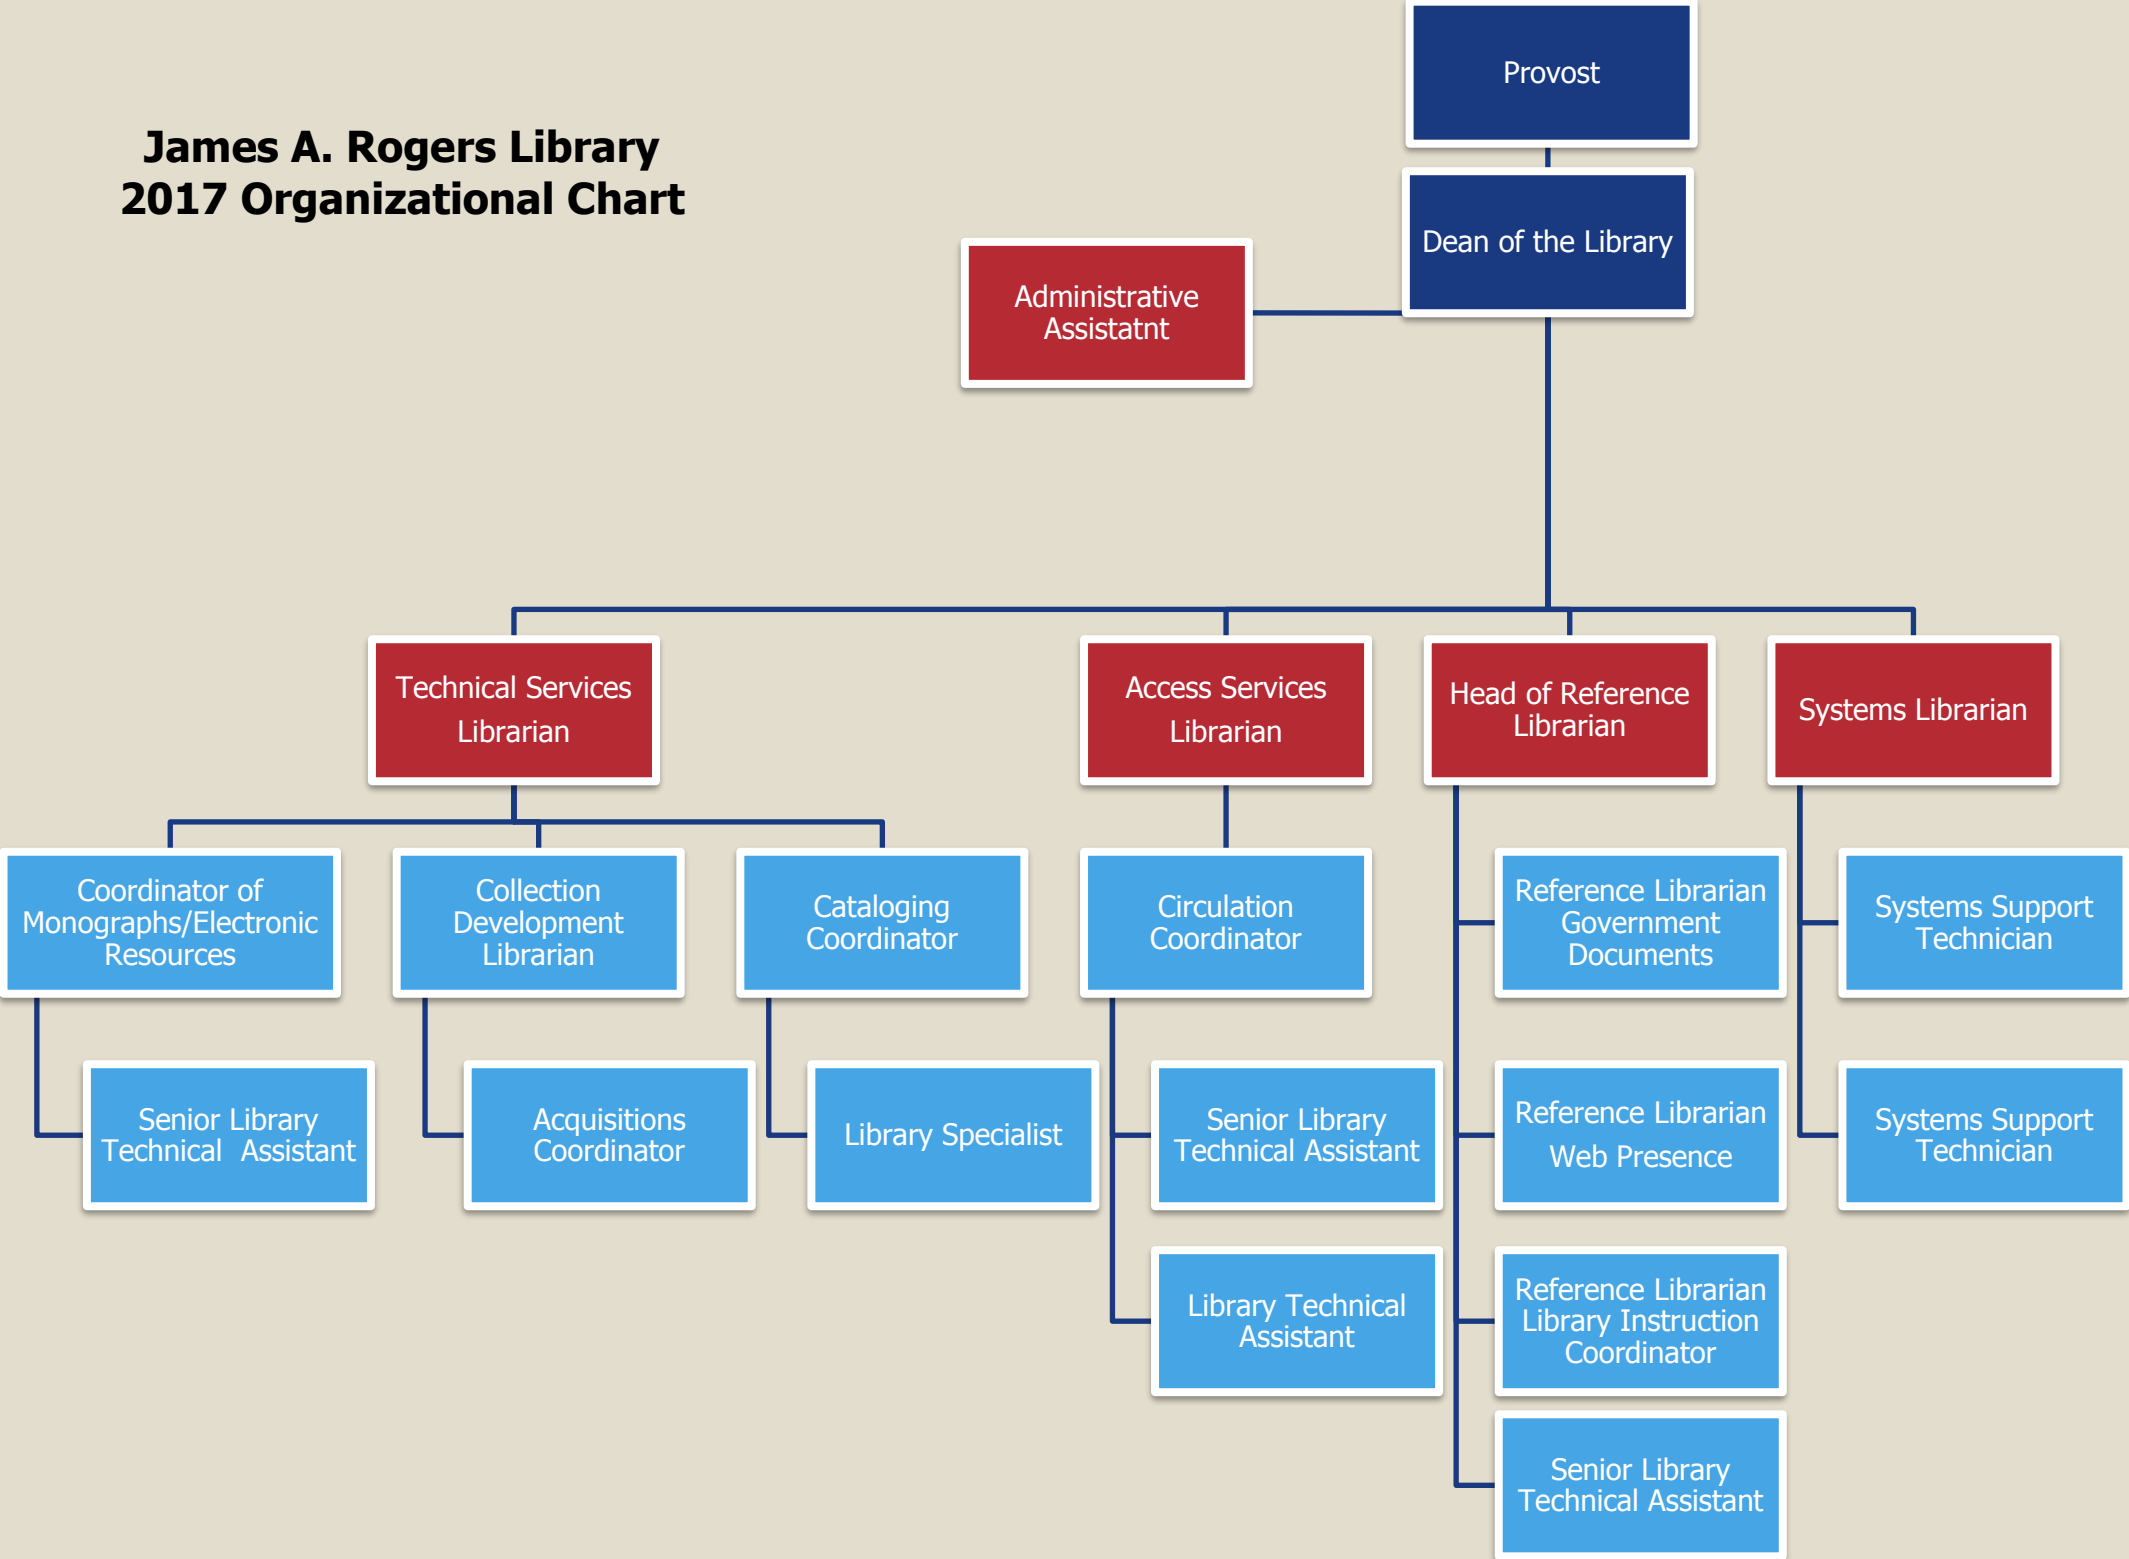 James A. Rogers Library
2017 Organizational Chart
Provost
Dean of the Library
Administrative
Assistatnt
Technical Services
Librarian
Access Services
Librarian
Head of Reference
Librarian
Systems Librarian
Coordinator of
Monographs/Electronic
Resources
Collection
Development
Librarian
Cataloging
Coordinator
Circulation
Coordinator
Reference Librarian
Government
Documents
Systems Support
Technician
Senior Library
Technical  Assistant
Acquisitions
Coordinator
Library Specialist
Senior Library
Technical Assistant
Reference Librarian
Web Presence
Systems Support
Technician
Library Technical
Assistant
Reference Librarian
Library Instruction
Coordinator
Senior Library
Technical Assistant